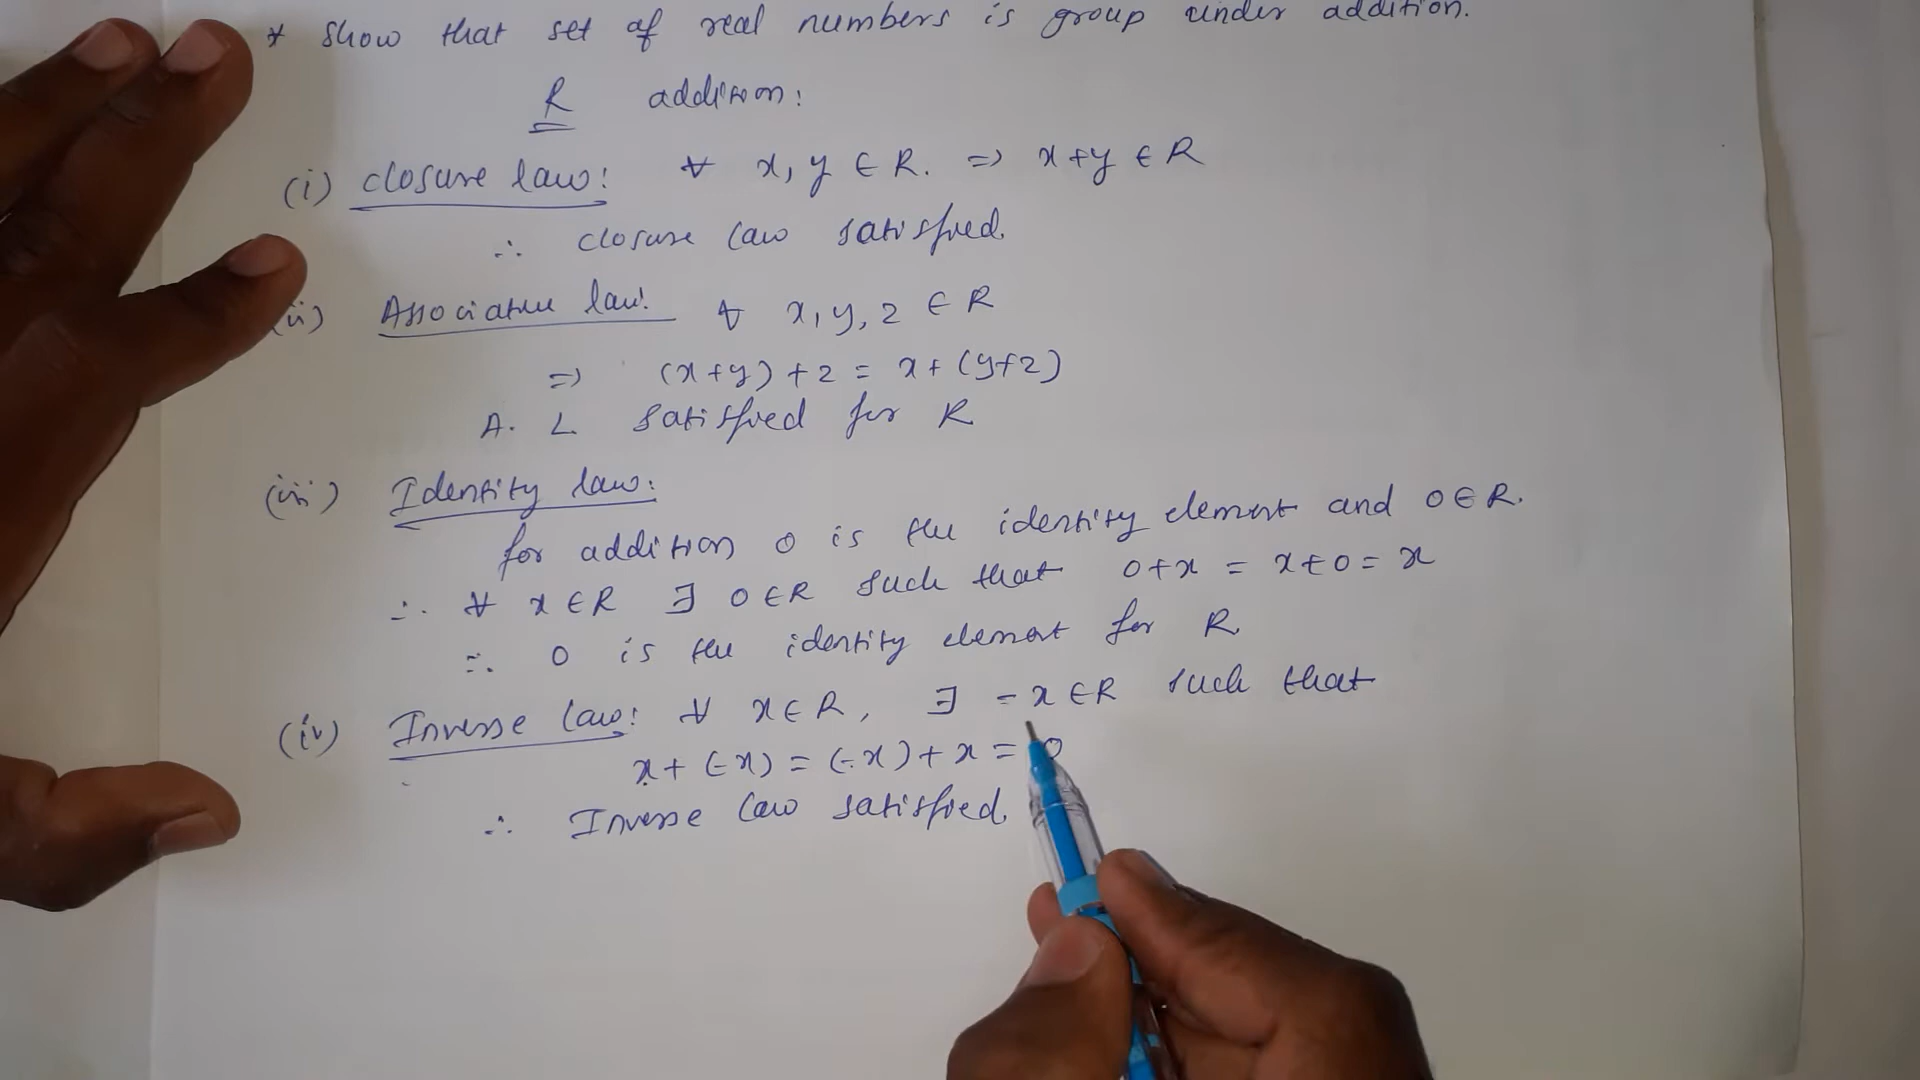 * Show that set of real numbers is group under addition.
R addition:
(i) closure law: ∀ x, y ∈ R. => x+y ∈ R
∴ closure law satisfied.
(ii) Associative law: ∀ x, y, z ∈ R
=> (x+y)+z = x+(y+z)
A. L satisfied for R
(iii) Identity law:
for addition 0 is the identity element and 0 ∈ R.
∴ ∀ x ∈ R ∃ 0 ∈ R such that 0+x = x+0 = x
∴ 0 is the identity element for R
(iv) Inverse law: ∀ x ∈ R, ∃ -x ∈ R such that
x + (-x) = (-x) + x = 0
∴ Inverse law satisfied.